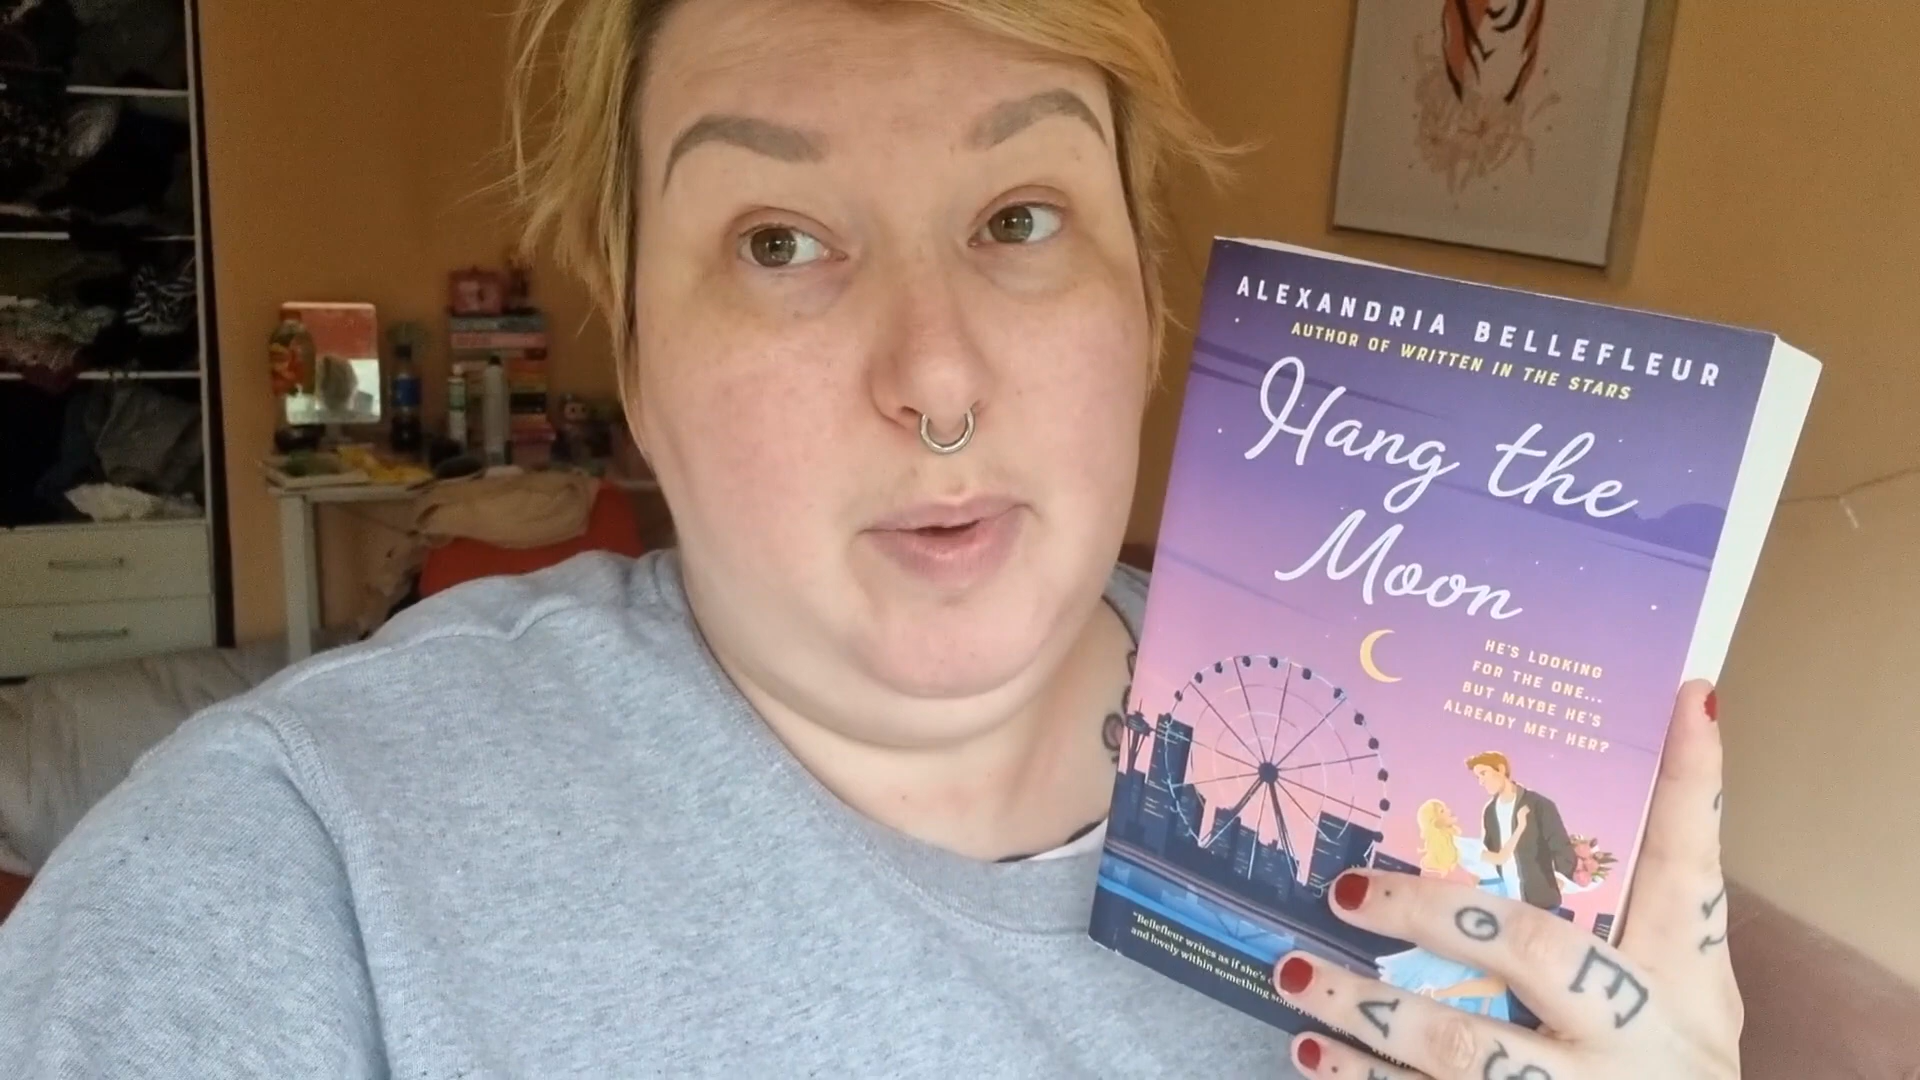 ALEXANDRIA BELLEFLEUR
AUTHOR OF WRITTEN IN THE STARS
Hang the
Moon
HE'S LOOKING
FOR THE ONE...
BUT MAYBE HE'S
ALREADY MET HER?
"Bellefleur writes as if she's
and lovely within something